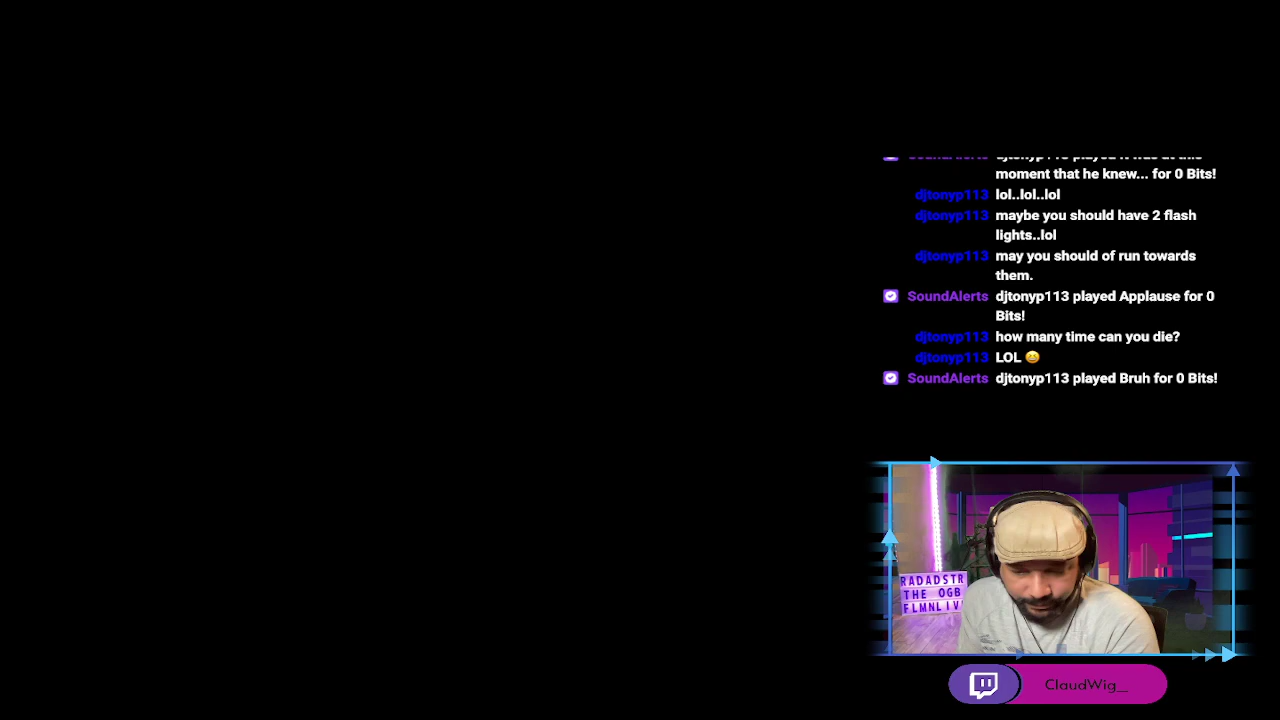 moment that he knew... for 0 Bits!
djtonyp113 lol..lol..lol
djtonyp113 maybe you should have 2 flash
lights..lol
djtonyp113 may you should of run towards
them.
SoundAlerts djtonyp113 played Applause for 0
Bits!
djtonyp113 how many time can you die?
djtonyp113 LOL 😆
SoundAlerts djtonyp113 played Bruh for 0 Bits!
RADADSTR
THE OGB
FLMNLIV
ClaudWig__